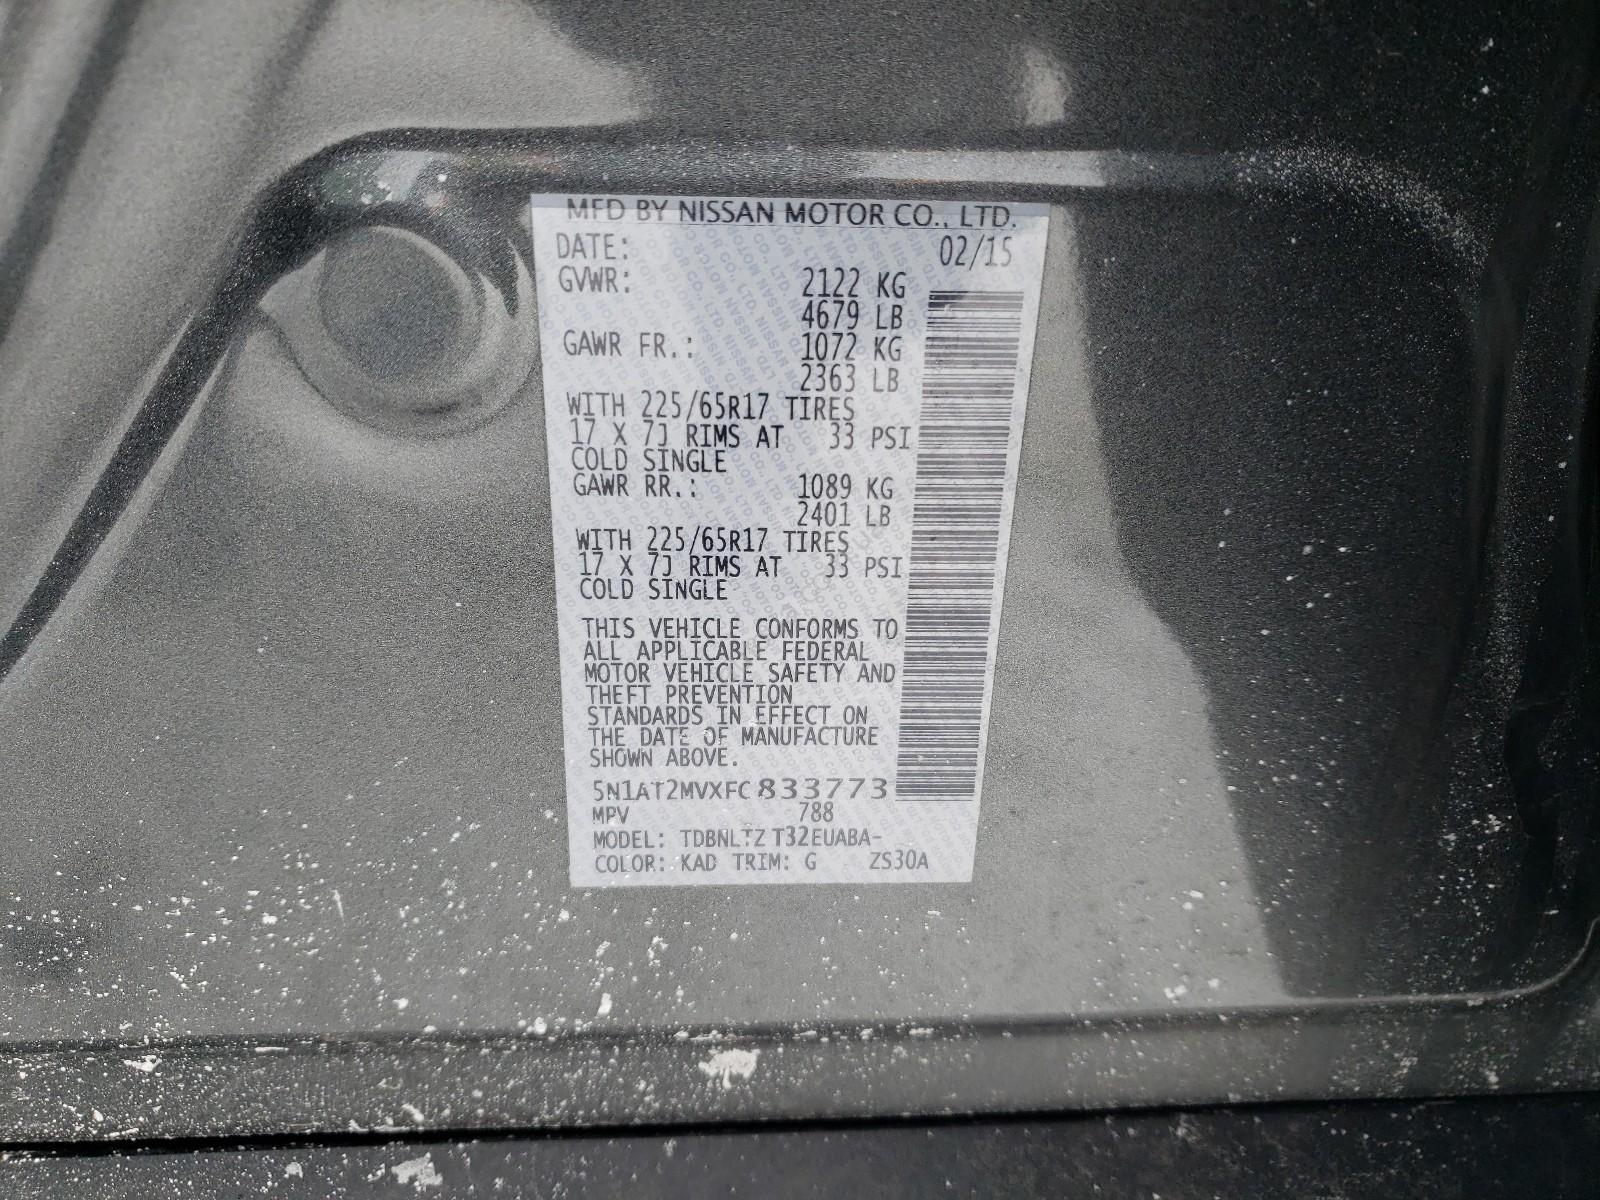 MFD BY NISSAN MOTOR CO., LTD.
DATE: 02/15
GVWR: 2122 KG
4679 LB
GAWR FR.: 1072 KG
2363 LB
WITH 225/65R17 TIRES
17 X 7J RIMS AT 33 PSI
COLD SINGLE
GAWR RR.: 1089 KG
2401 LB
WITH 225/65R17 TIRES
17 X 7J RIMS AT 33 PSI
COLD SINGLE
THIS VEHICLE CONFORMS TO
ALL APPLICABLE FEDERAL
MOTOR VEHICLE SAFETY AND
THEFT PREVENTION
STANDARDS IN EFFECT ON
THE DATE OF MANUFACTURE
SHOWN ABOVE.
5N1AT2MVXFC833773
MPV 788
MODEL: TDBNLTZ T32EUABA-
COLOR: KAD TRIM: G ZS30A